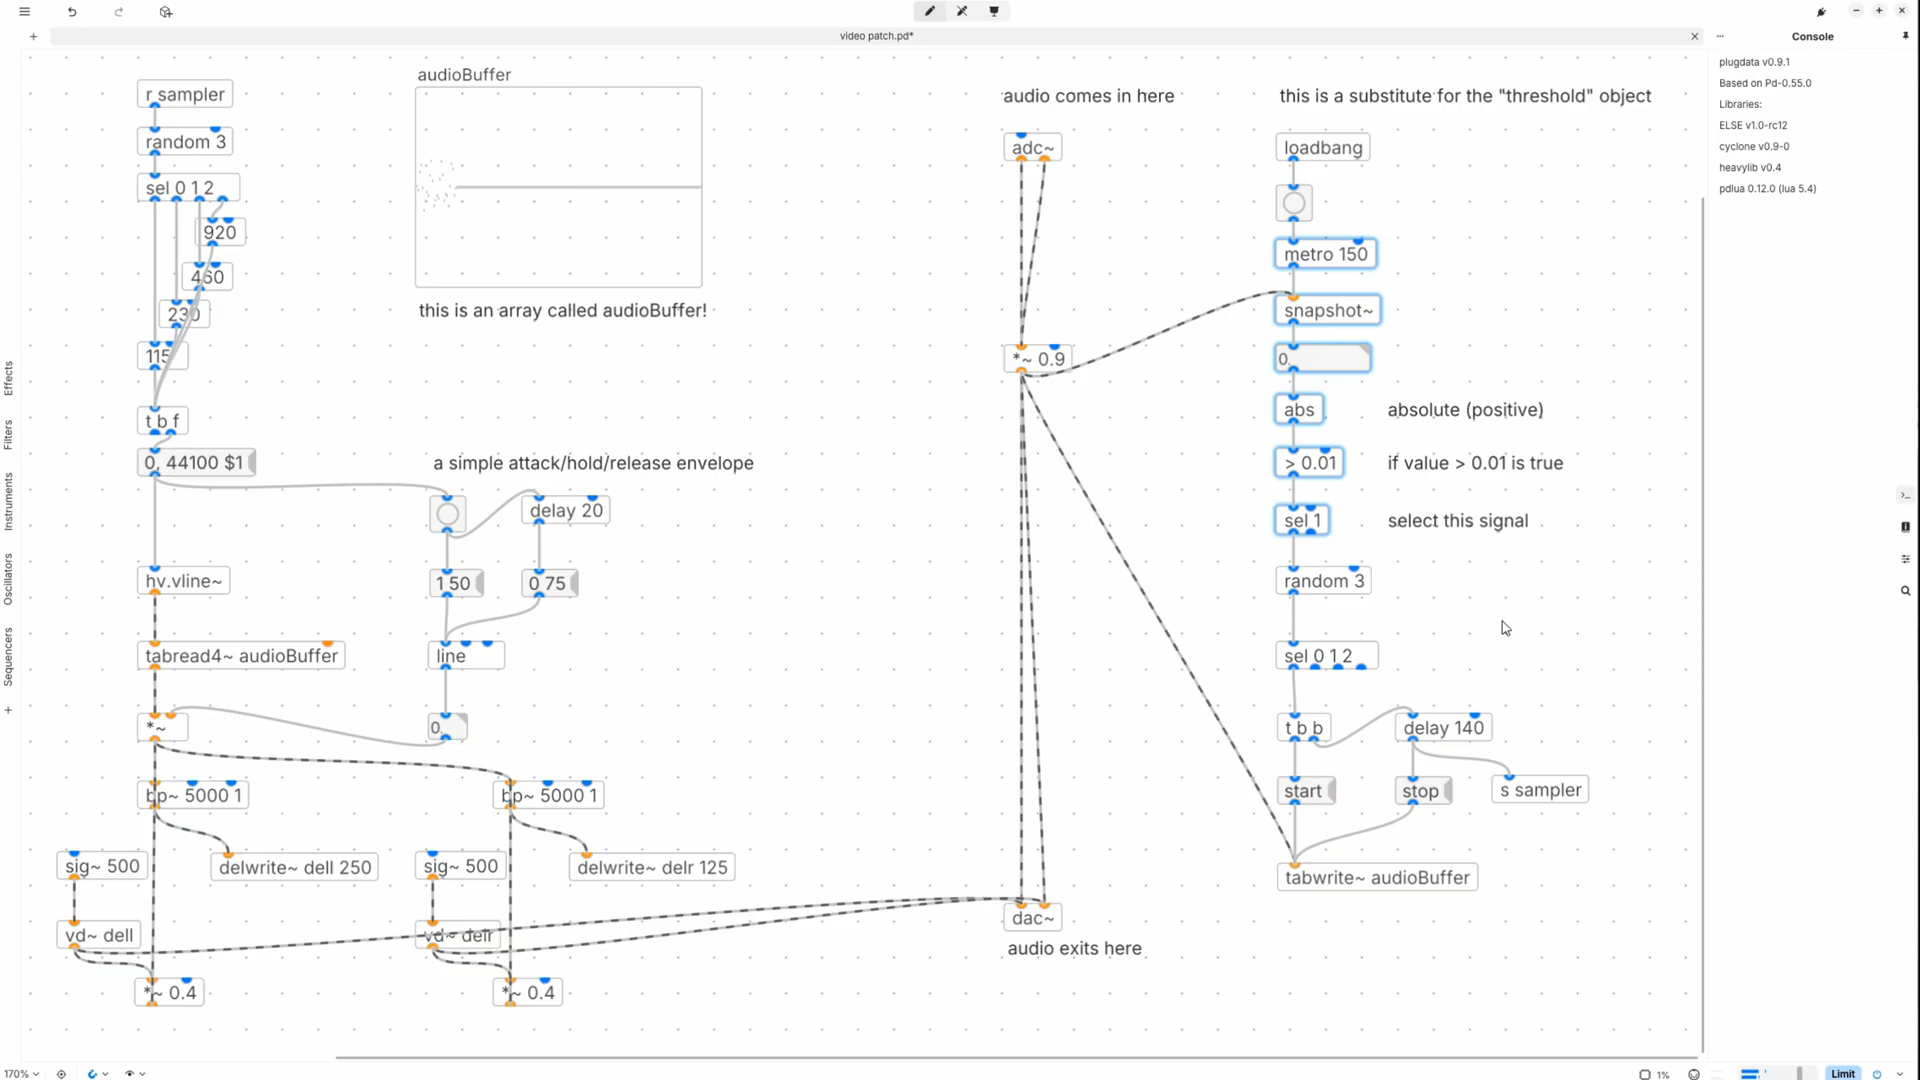 video patch.pd*
Console
plugdata v0.9.1
Based on Pd-0.55.0
Libraries:
ELSE v1.0-rc12
cyclone v0.9-0
heavylib v0.4
pdlua 0.12.0 (lua 5.4)
Effects
Filters
Instruments
Oscillators
Sequencers
r sampler
random 3
sel 0 1 2
920
460
230
115
t b f
0, 44100 $1
hv.vline~
tabread4~ audioBuffer
*~
bp~ 5000 1
sig~ 500
delwrite~ dell 250
vd~ dell
*~ 0.4
audioBuffer
this is an array called audioBuffer!
a simple attack/hold/release envelope
delay 20
1 50
0 75
line
0.
bp~ 5000 1
sig~ 500
delwrite~ delr 125
vd~ delr
*~ 0.4
audio comes in here
adc~
*~ 0.9
dac~
audio exits here
this is a substitute for the "threshold" object
loadbang
metro 150
snapshot~
0.
abs
absolute (positive)
> 0.01
if value > 0.01 is true
sel 1
select this signal
random 3
sel 0 1 2
t b b
delay 140
start
stop
s sampler
tabwrite~ audioBuffer
170%
1%
Limit